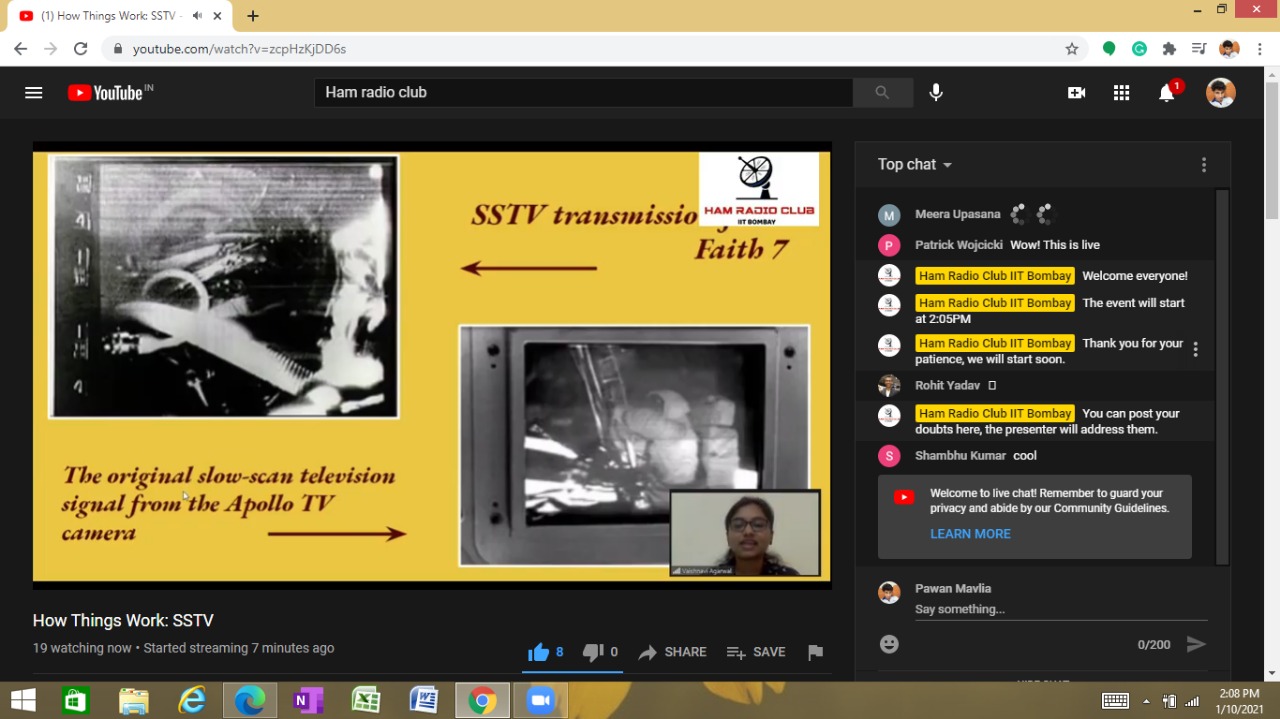 (1) How Things Work: SSTV -
youtube.com/watch?v=zcpHzKjDD6s
YouTube IN
Ham radio club
1
SSTV transmissio
Faith 7
HAM RADIO CLUB
IIT BOMBAY
The original slow-scan television
signal from the Apollo TV
camera
Vaishnavi Agarwal
How Things Work: SSTV
19 watching now • Started streaming 7 minutes ago
8
0
SHARE
SAVE
Top chat
M
Meera Upasana
P
Patrick Wojcicki Wow! This is live
Ham Radio Club IIT Bombay Welcome everyone!
Ham Radio Club IIT Bombay The event will start
at 2:05PM
Ham Radio Club IIT Bombay Thank you for your
patience, we will start soon.
Rohit Yadav
Ham Radio Club IIT Bombay You can post your
doubts here, the presenter will address them.
S
Shambhu Kumar cool
Welcome to live chat! Remember to guard your
privacy and abide by our Community Guidelines.
LEARN MORE
Pawan Mavlia
Say something...
0/200
2:08 PM
1/10/2021